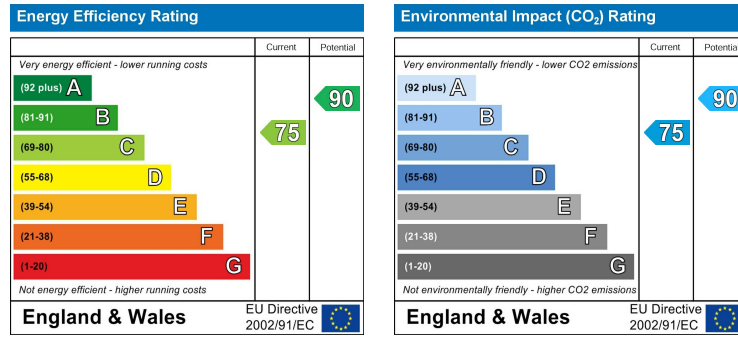 Energy Efficiency Rating
Current Potential
Very energy efficient - lower running costs
(92 plus) A
90
(81-91) B
75
(69-80) C
(55-68) D
(39-54) E
(21-38) F
(1-20) G
Not energy efficient - higher running costs
England & Wales
EU Directive
2002/91/EC
Environmental Impact (CO₂) Rating
Current Potential
Very environmentally friendly - lower CO2 emissions
(92 plus) A
90
(81-91) B
75
(69-80) C
(55-68) D
(39-54) E
(21-38) F
(1-20) G
Not environmentally friendly - higher CO2 emissions
England & Wales
EU Directive
2002/91/EC